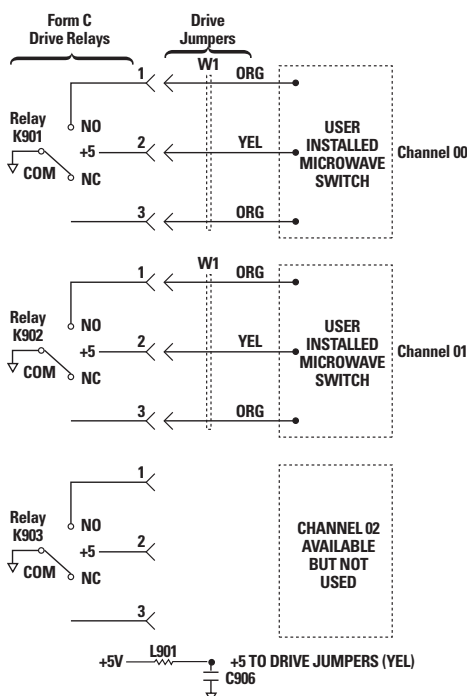 Form C
Drive Relays
Drive
Jumpers
W1
1
ORG
Relay
K901
NO
+5
2
YEL
COM
NC
3
ORG
USER
INSTALLED
MICROWAVE
SWITCH
Channel 00
W1
1
ORG
Relay
K902
NO
+5
2
YEL
COM
NC
3
ORG
USER
INSTALLED
MICROWAVE
SWITCH
Channel 01
1
Relay
K903
NO
+5
2
COM
NC
3
CHANNEL 02
AVAILABLE
BUT NOT
USED
+5V
L901
+5 TO DRIVE JUMPERS (YEL)
C906